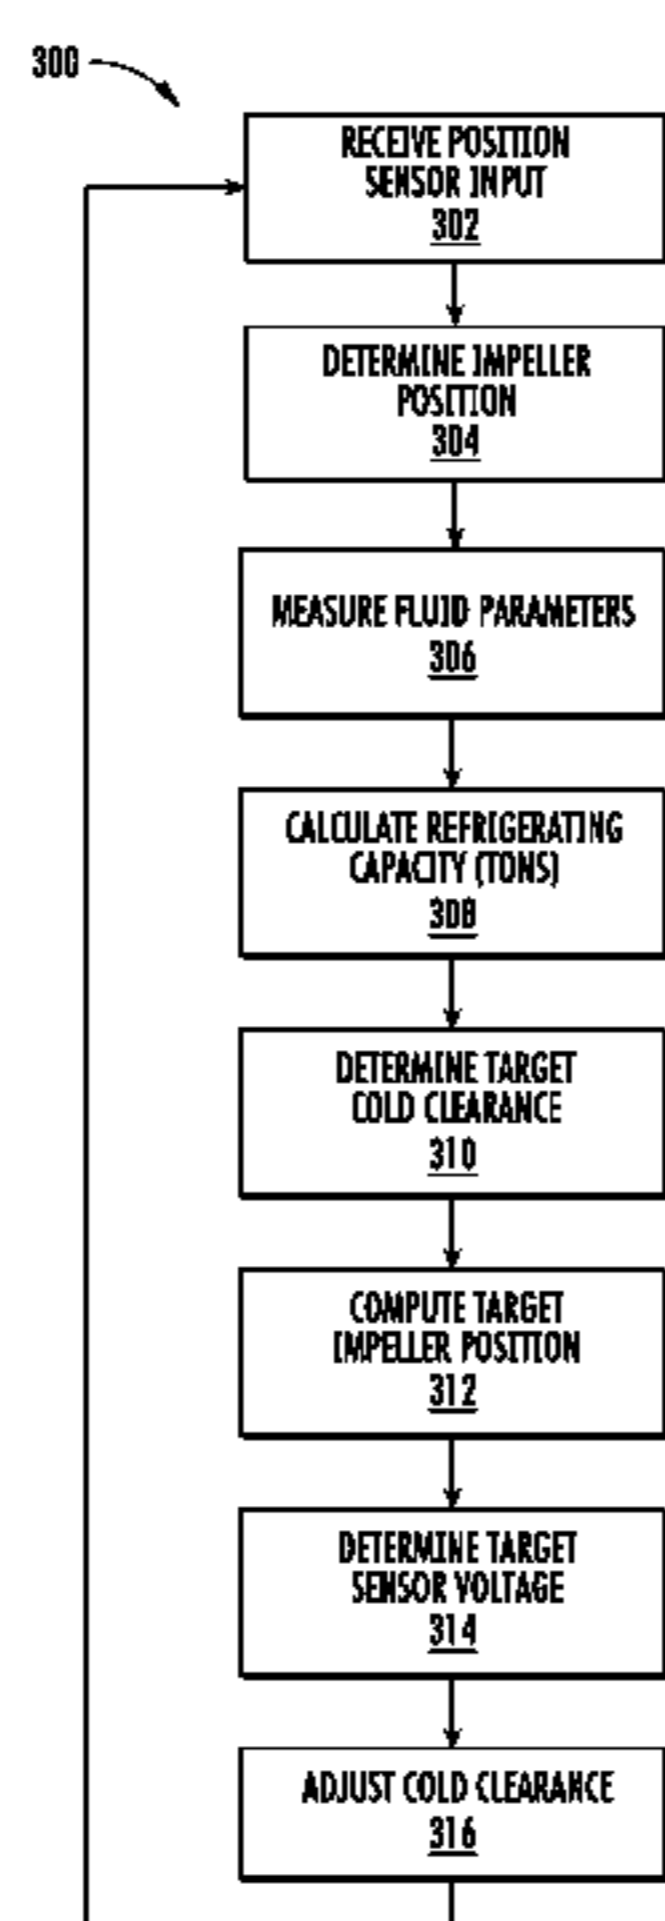 300
RECEIVE POSITION
SENSOR INPUT
302
DETERMINE IMPELLER
POSITION
304
MEASURE FLUID PARAMETERS
306
CALCULATE REFRIGERATING
CAPACITY (TONS)
308
DETERMINE TARGET
COLD CLEARANCE
310
COMPUTE TARGET
IMPELLER POSITION
312
DETERMINE TARGET
SENSOR VOLTAGE
314
ADJUST COLD CLEARANCE
316